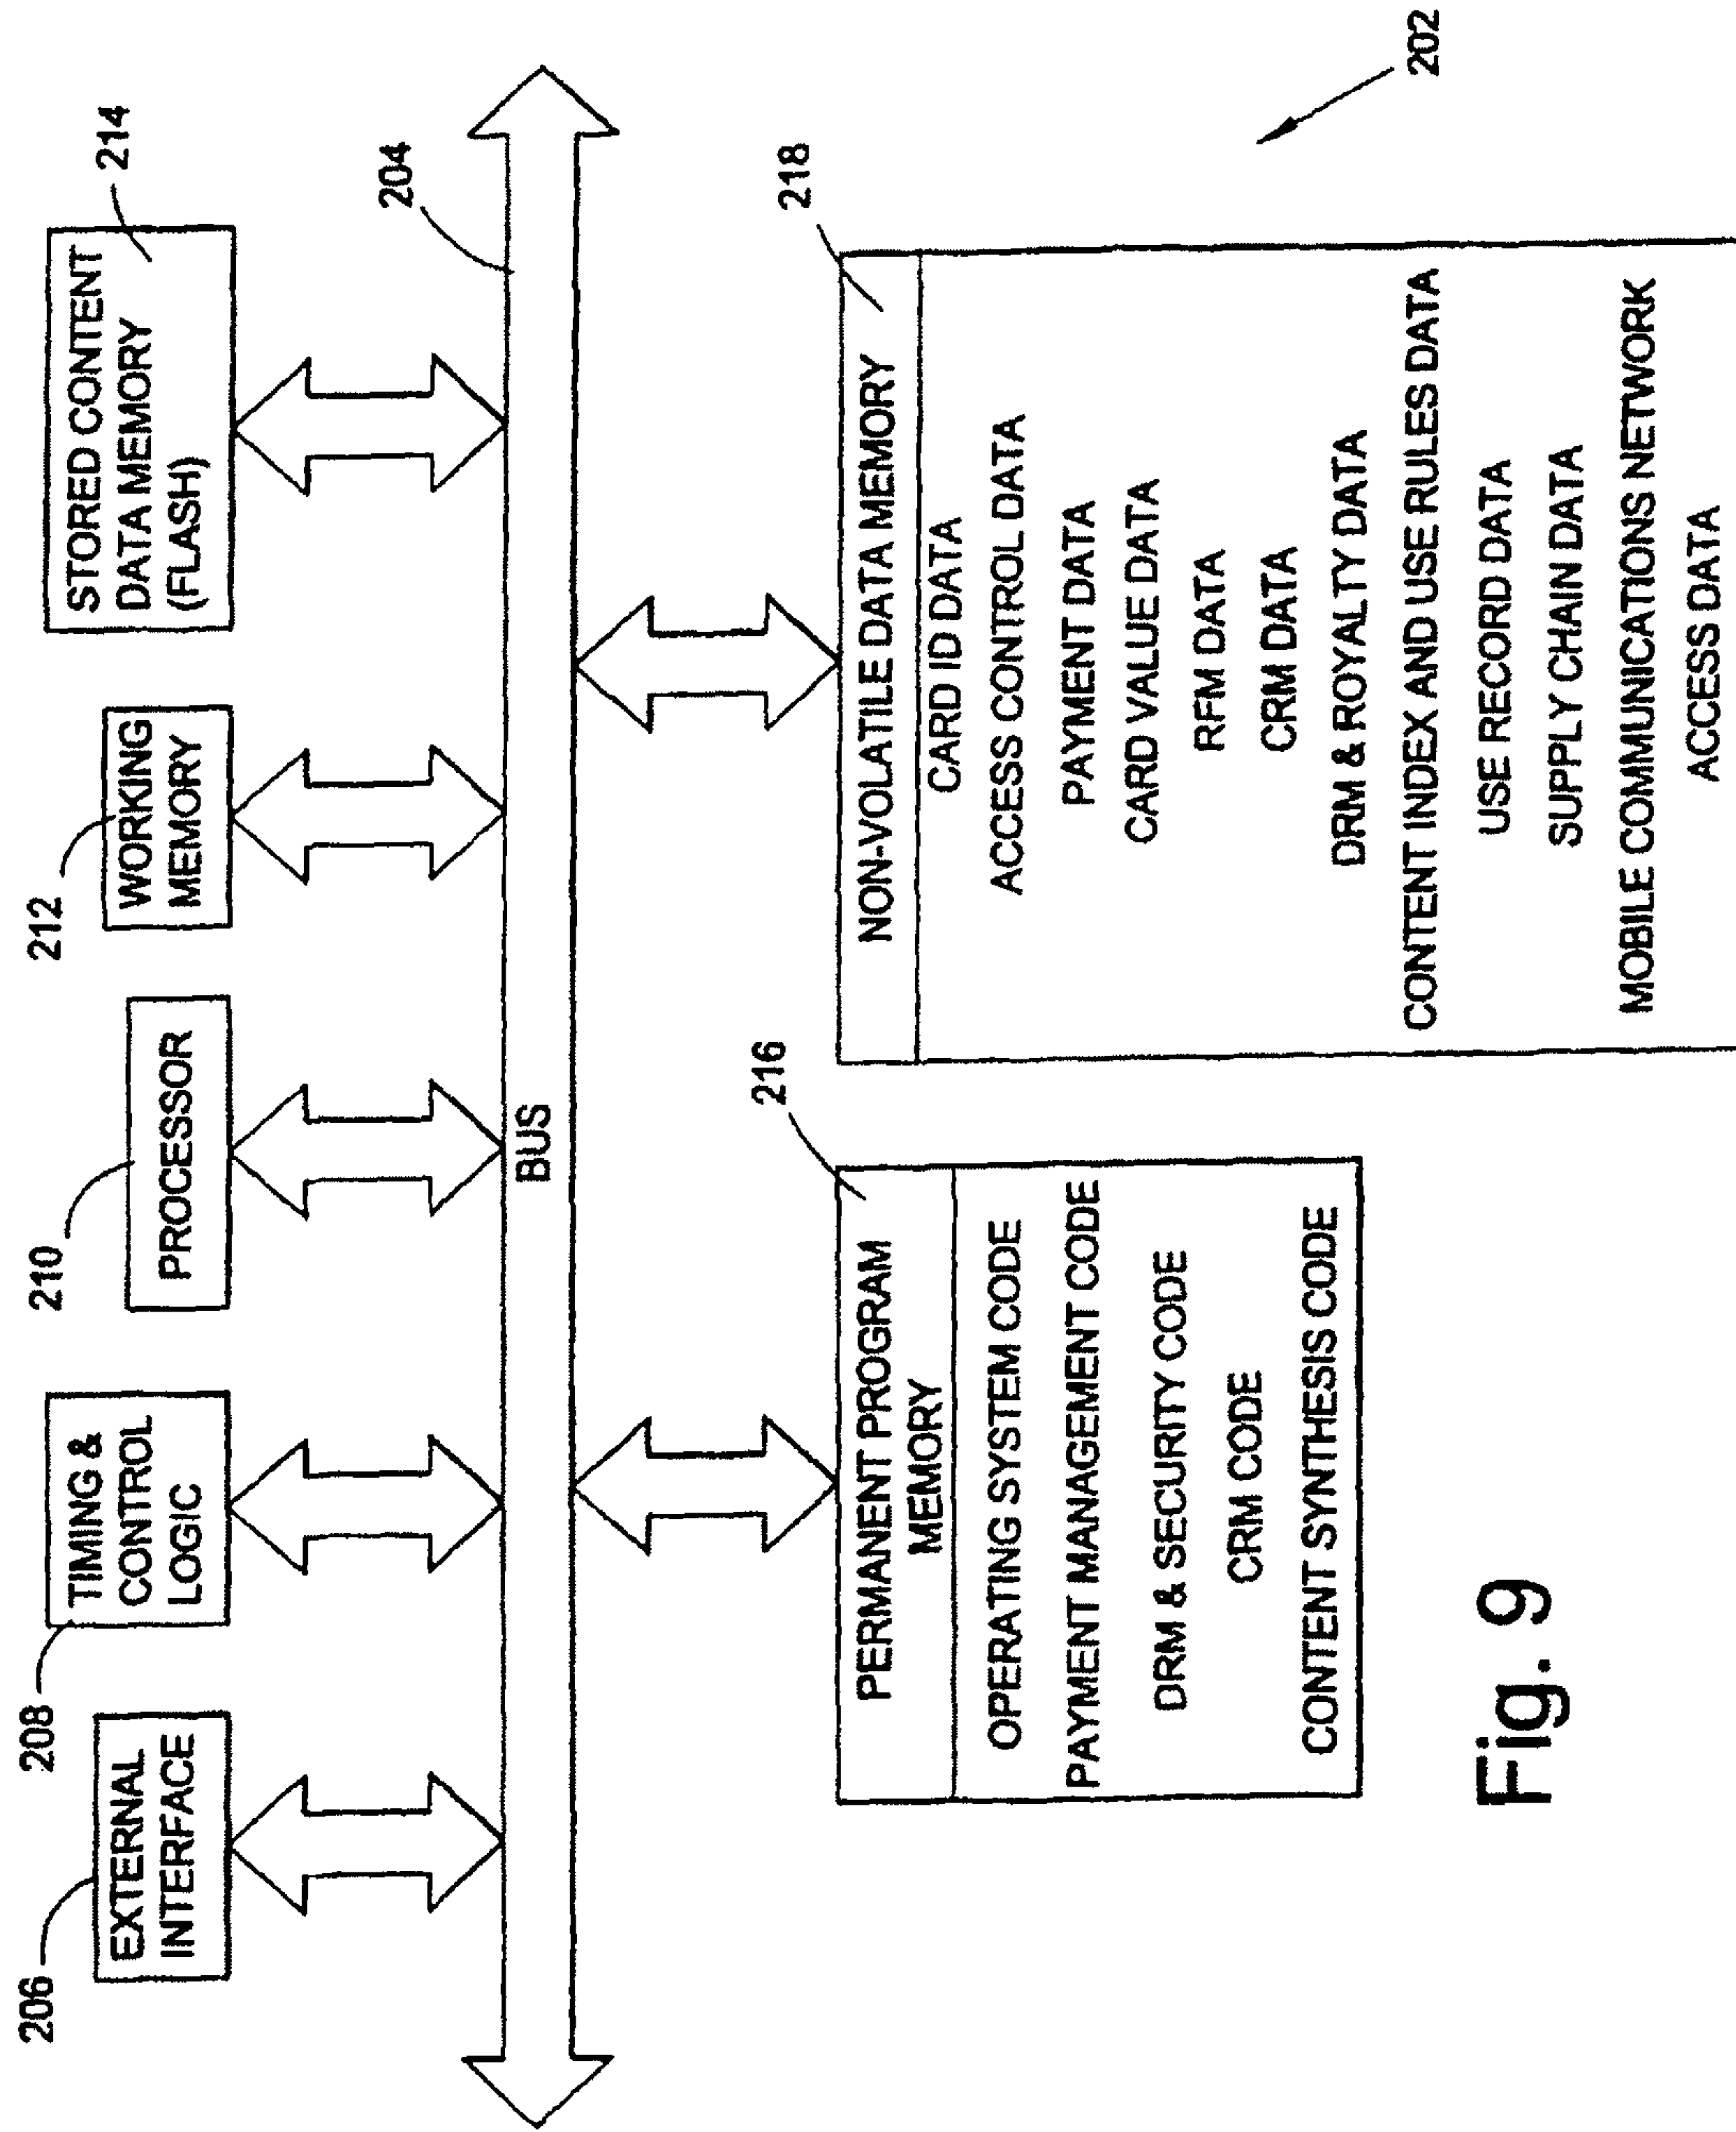 206
EXTERNAL
INTERFACE
208
TIMING &
CONTROL
LOGIC
210
PROCESSOR
212
WORKING
MEMORY
214
STORED CONTENT
DATA MEMORY
(FLASH)
204
BUS
216
PERMANENT PROGRAM
MEMORY
OPERATING SYSTEM CODE
PAYMENT MANAGEMENT CODE
DRM & SECURITY CODE
CRM CODE
CONTENT SYNTHESIS CODE
218
NON-VOLATILE DATA MEMORY
CARD ID DATA
ACCESS CONTROL DATA
PAYMENT DATA
CARD VALUE DATA
RFM DATA
CRM DATA
DRM & ROYALTY DATA
CONTENT INDEX AND USE RULES DATA
USE RECORD DATA
SUPPLY CHAIN DATA
MOBILE COMMUNICATIONS NETWORK
ACCESS DATA
202
Fig. 9